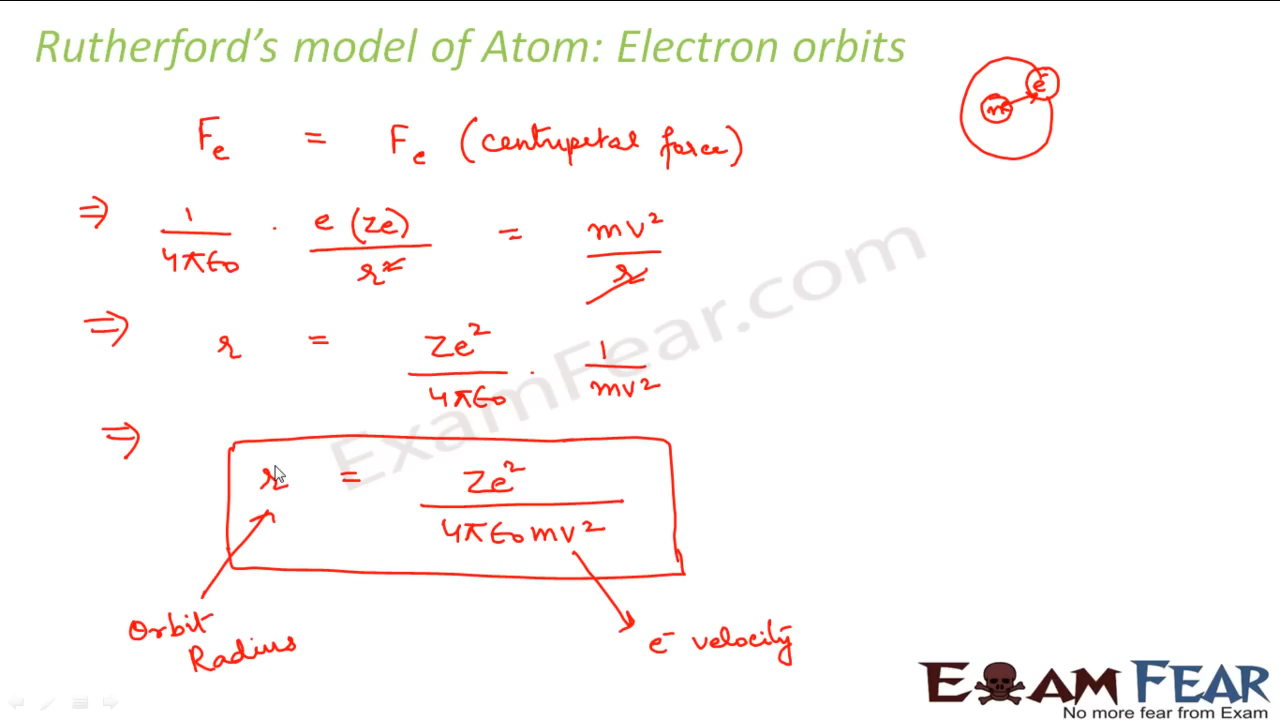 Rutherford's model of Atom: Electron orbits
e⁻
Fe = Fe (centripetal force)
⇒ 1/4πε₀ · e (Ze)/r² = mv²/r
⇒ r = Ze²/4πε₀ · 1/mv²
⇒ r = Ze²/4πε₀mv²
Orbit
Radius
e⁻ velocity
ExamFear.com
EXAM FEAR
No more fear from Exam